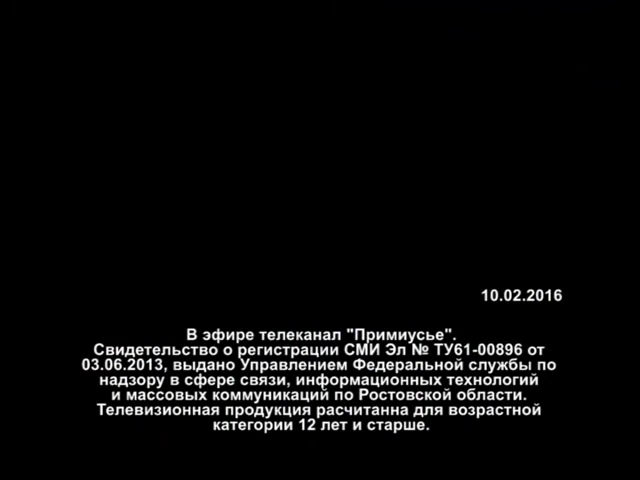 10.02.2016
В эфире телеканал "Примиусье".
Свидетельство о регистрации СМИ Эл № ТУ61-00896 от
03.06.2013, выдано Управлением Федеральной службы по
надзору в сфере связи, информационных технологий
и массовых коммуникаций по Ростовской области.
Телевизионная продукция расчитанна для возрастной
категории 12 лет и старше.